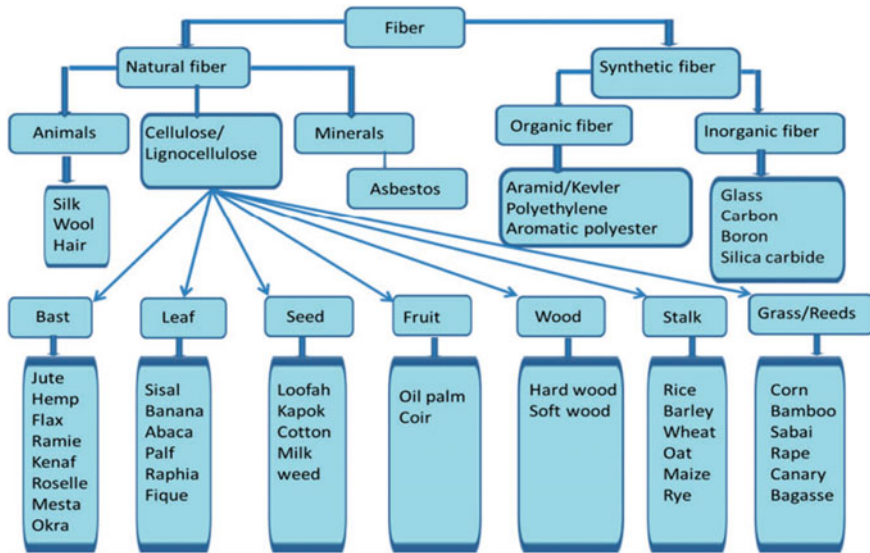 Fiber
Natural fiber
Synthetic fiber
Animals
Cellulose/
Lignocellulose
Minerals
Organic fiber
Inorganic fiber
Silk
Wool
Hair
Asbestos
Aramid/Kevler
Polyethylene
Aromatic polyester
Glass
Carbon
Boron
Silica carbide
Bast
Leaf
Seed
Fruit
Wood
Stalk
Grass/Reeds
Jute
Hemp
Flax
Ramie
Kenaf
Roselle
Mesta
Okra
Sisal
Banana
Abaca
Palf
Raphia
Fique
Loofah
Kapok
Cotton
Milk
weed
Oil palm
Coir
Hard wood
Soft wood
Rice
Barley
Wheat
Oat
Maize
Rye
Corn
Bamboo
Sabai
Rape
Canary
Bagasse